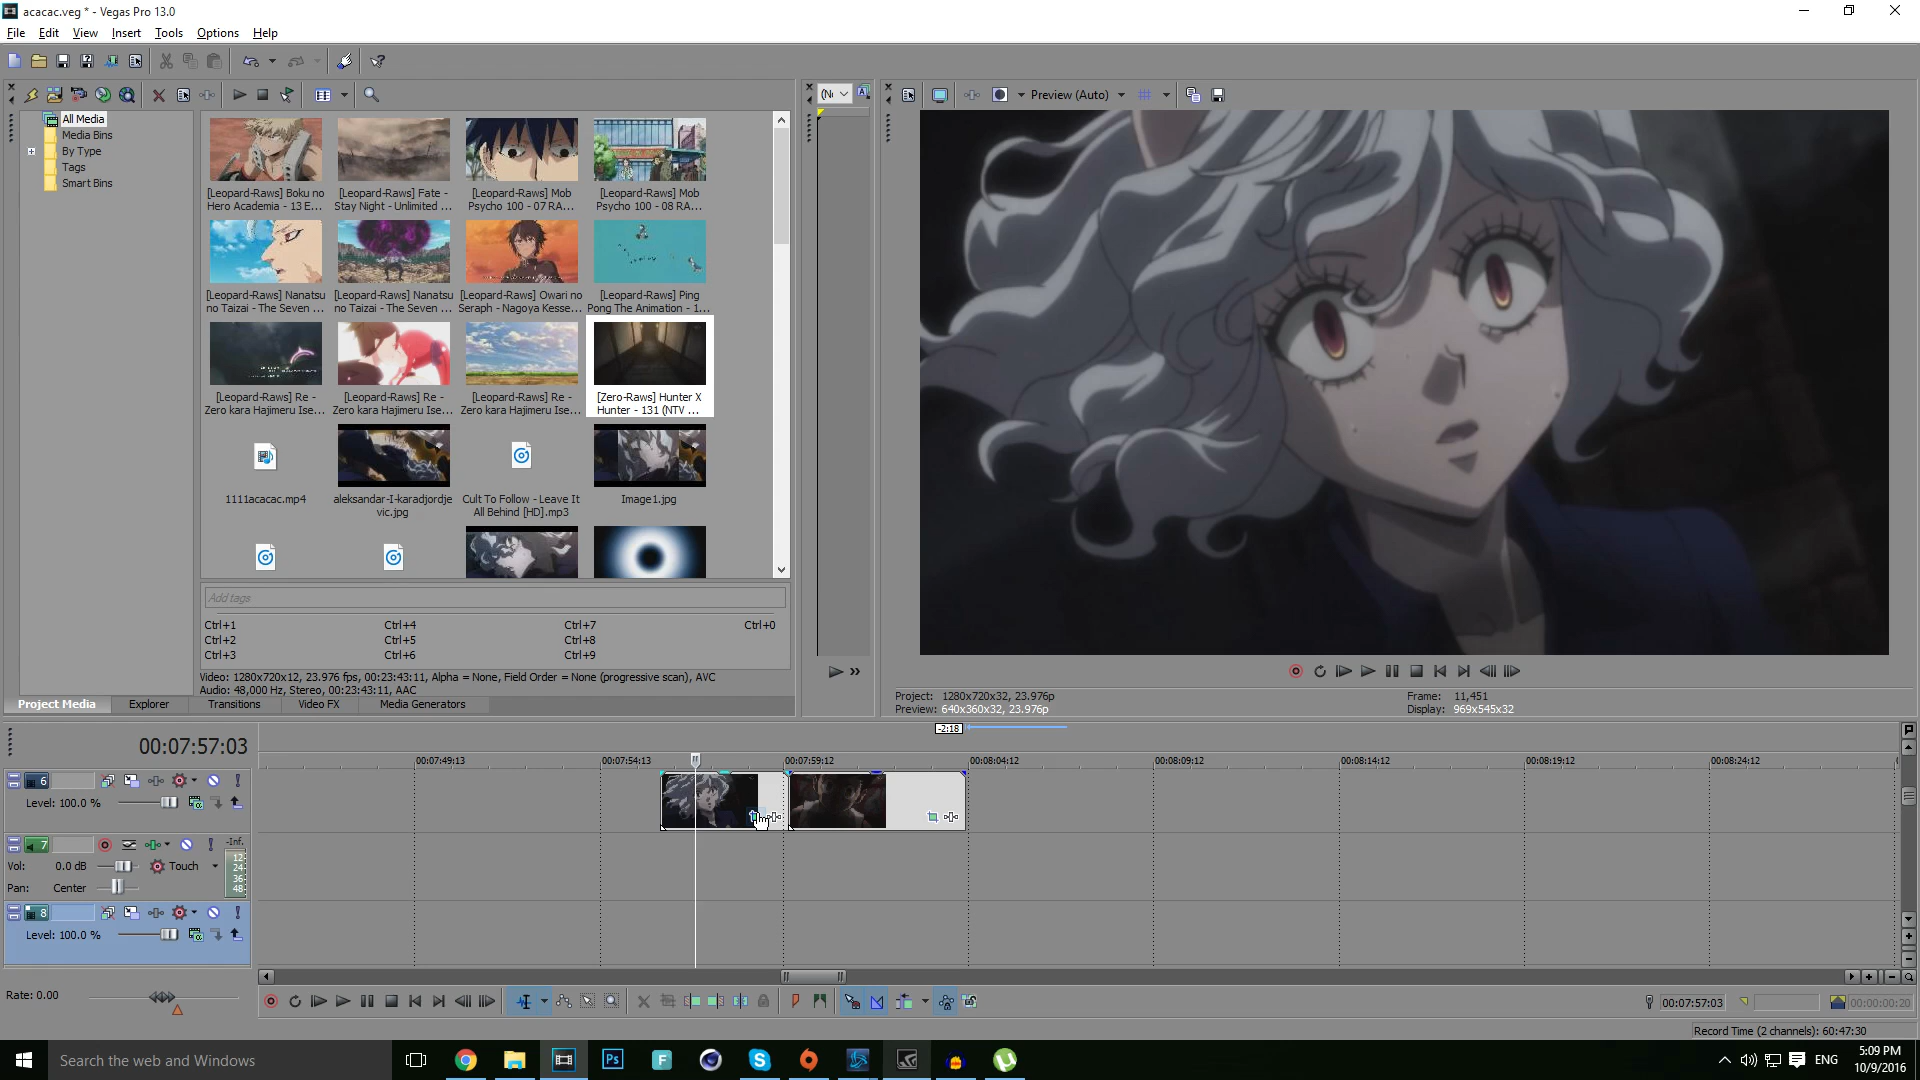 acacac.veg * - Vegas Pro 13.0
File Edit View Insert Tools Options Help
All Media
Media Bins
By Type
Tags
Smart Bins
[Leopard-Raws] Boku no Hero Academia - 13 E...
[Leopard-Raws] Fate - Stay Night - Unlimited ...
[Leopard-Raws] Mob Psycho 100 - 07 RA...
[Leopard-Raws] Mob Psycho 100 - 08 RA...
[Leopard-Raws] Nanatsu no Taizai - The Seven ...
[Leopard-Raws] Nanatsu no Taizai - The Seven ...
[Leopard-Raws] Owari no Seraph - Nagoya Kesse...
[Leopard-Raws] Ping Pong The Animation - 1...
[Leopard-Raws] Re - Zero kara Hajimeru Ise...
[Leopard-Raws] Re - Zero kara Hajimeru Ise...
[Leopard-Raws] Re - Zero kara Hajimeru Ise...
[Zero-Raws] Hunter X Hunter - 131 (NTV ...
1111acacac.mp4
aleksandar-I-karadjordjevic.jpg
Cult To Follow - Leave It All Behind [HD].mp3
Image1.jpg
Add tags
Ctrl+1 Ctrl+4 Ctrl+7 Ctrl+0
Ctrl+2 Ctrl+5 Ctrl+8
Ctrl+3 Ctrl+6 Ctrl+9
Video: 1280x720x12, 23.976 fps, 00:23:43:11, Alpha = None, Field Order = None (progressive scan), AVC
Audio: 48,000 Hz, Stereo, 00:23:43:11, AAC
Project Media Explorer Transitions Video FX Media Generators
Preview (Auto)
Project: 1280x720x32, 23.976p
Preview: 640x360x32, 23.976p
Frame: 11,451
Display: 969x545x32
-2:18
00:07:57:03
00:07:49:13 00:07:54:13 00:07:59:12 00:08:04:12 00:08:09:12 00:08:14:12 00:08:19:12 00:08:24:12
6
Level: 100.0 %
7
-Inf.
Vol: 0.0 dB Touch
Pan: Center
12
24
36
48
8
Level: 100.0 %
Rate: 0.00
00:07:57:03
00:00:00:20
Record Time (2 channels): 60:47:30
Search the web and Windows
Ps
F
ENG
5:09 PM
10/9/2016